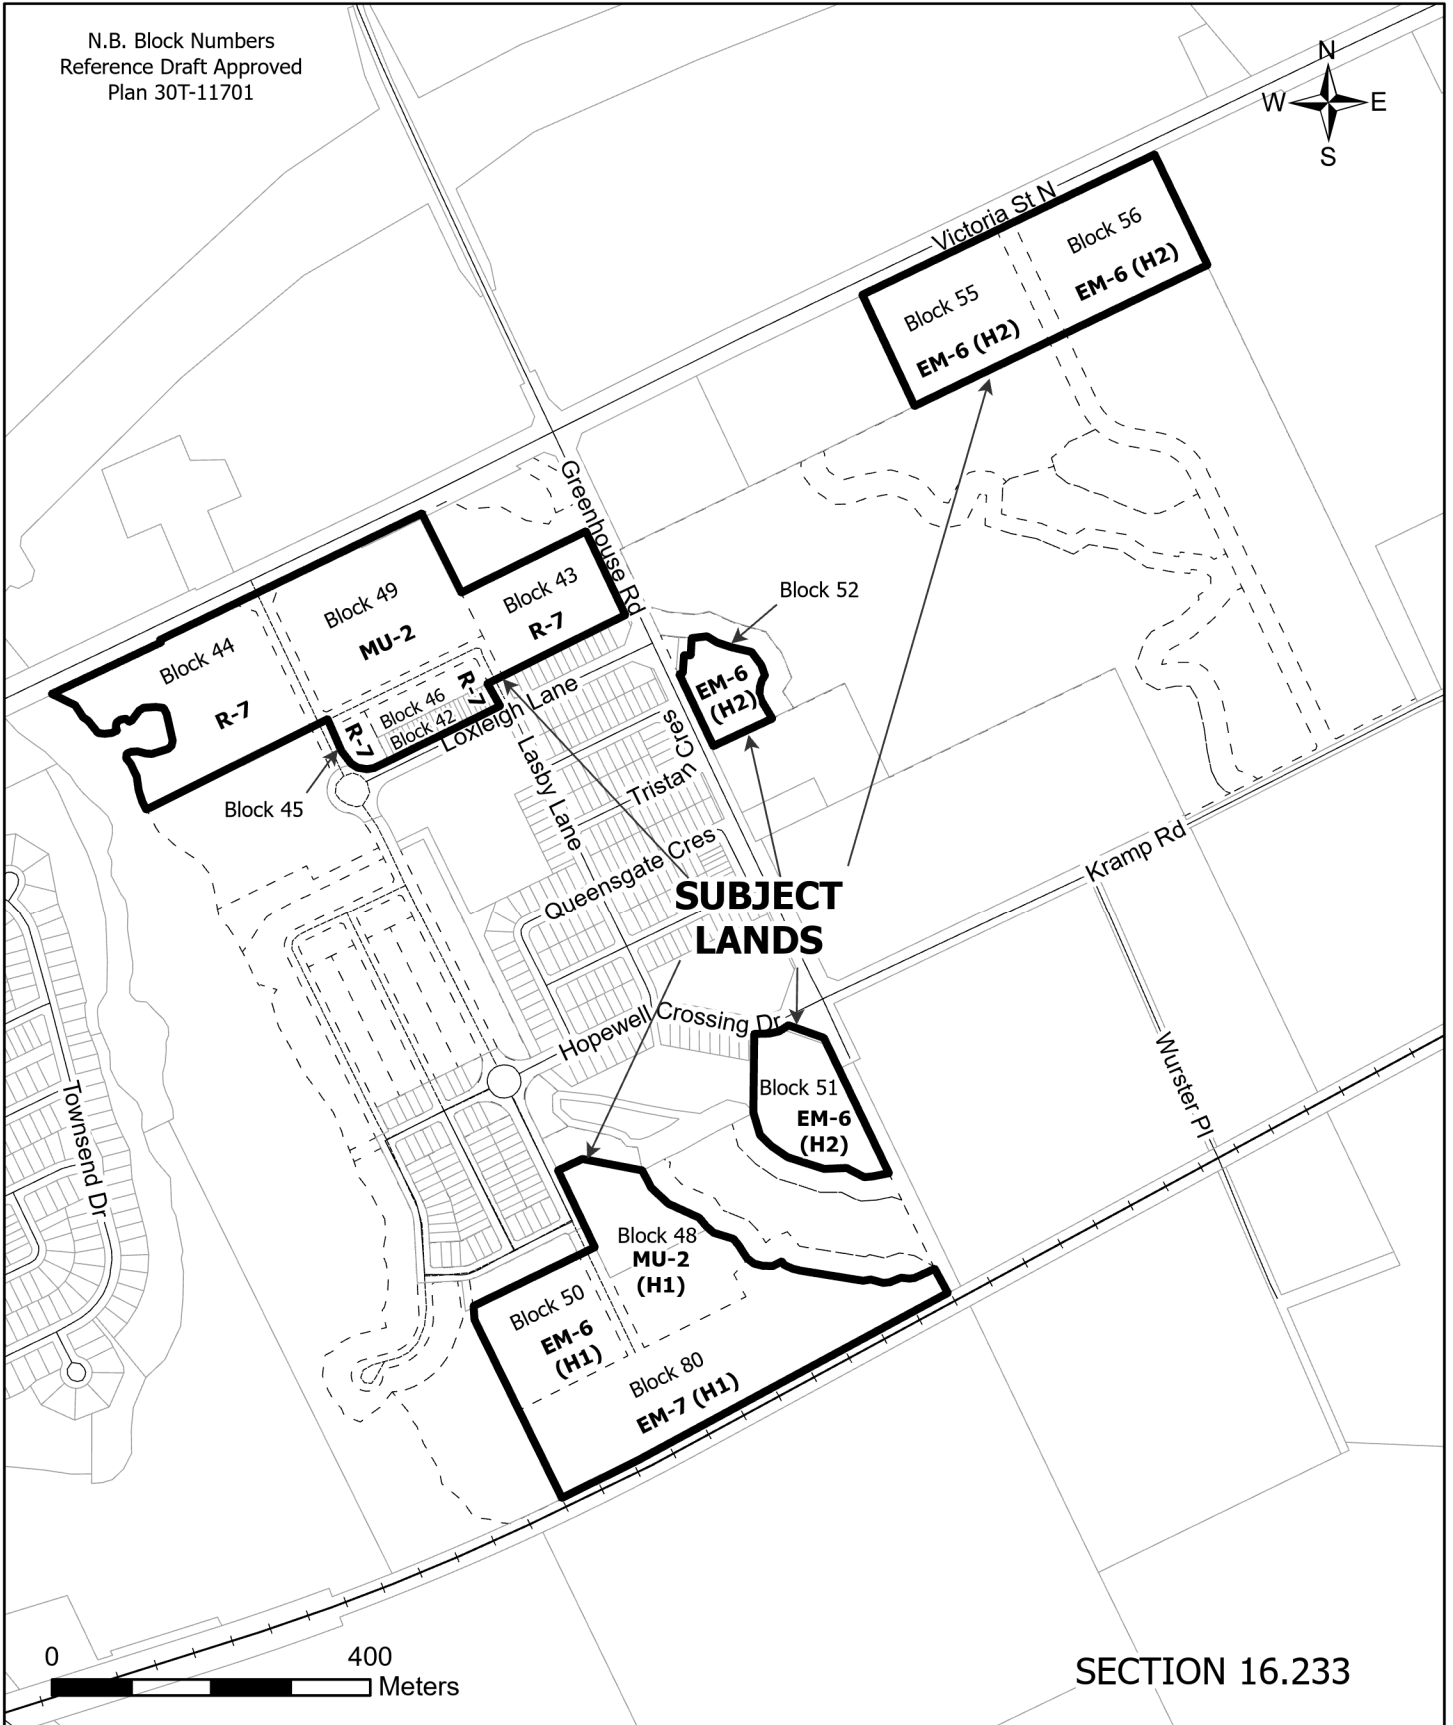 N.B. Block Numbers
Reference Draft Approved
Plan 30T-11701
N
W
E
S
Victoria St N
Block 56
EM-6 (H2)
Block 55
EM-6 (H2)
Greenhouse Rd
Block 49
MU-2
Block 43
R-7
Block 52
Block 44
R-7
EM-6
(H2)
R-7
Block 46
Block 42
R-7
Loxleigh Lane
Block 45
Lasby Lane
Tristan
Cres
Queensgate Cres
Kramp Rd
SUBJECT
LANDS
Hopewell Crossing Dr
Block 51
EM-6
(H2)
Wurster Pl
Townsend Dr
Block 48
MU-2
(H1)
Block 50
EM-6
(H1)
Block 80
EM-7 (H1)
0
400
Meters
SECTION 16.233